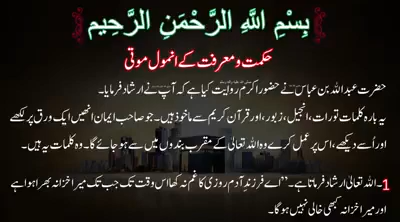 بِسْمِ اللّٰهِ الرَّحْمٰنِ الرَّحِيْمِ
حکمت و معرفت کے انمول موتی
حضرت عبداللہ بن عباسؓ نے حضور اکرم ﷺ روایت کیا ہے کہ آپ نے ارشاد فرمایا۔
یہ بارہ کلمات تورات، انجیل، زبور، اور قرآن کریم سے ماخوذ ہیں۔ جو صاحب ایمان انھیں ایک ورق پر لکھے
اور اُسے دیکھے، اس پر عمل کرے وہ اللہ تعالیٰ کے مقرب بندوں میں سے ہو جائے گا۔ وہ کلمات یہ ہیں۔
1۔ اللہ تعالیٰ ارشاد فرماتا ہے۔ ”اے فرزندِ آدم روزی کا غم نہ کھا اس وقت تک جب تک میرا خزانہ بھرا ہوا ہے
اور میرا خزانہ کبھی خالی نہیں ہوگا۔